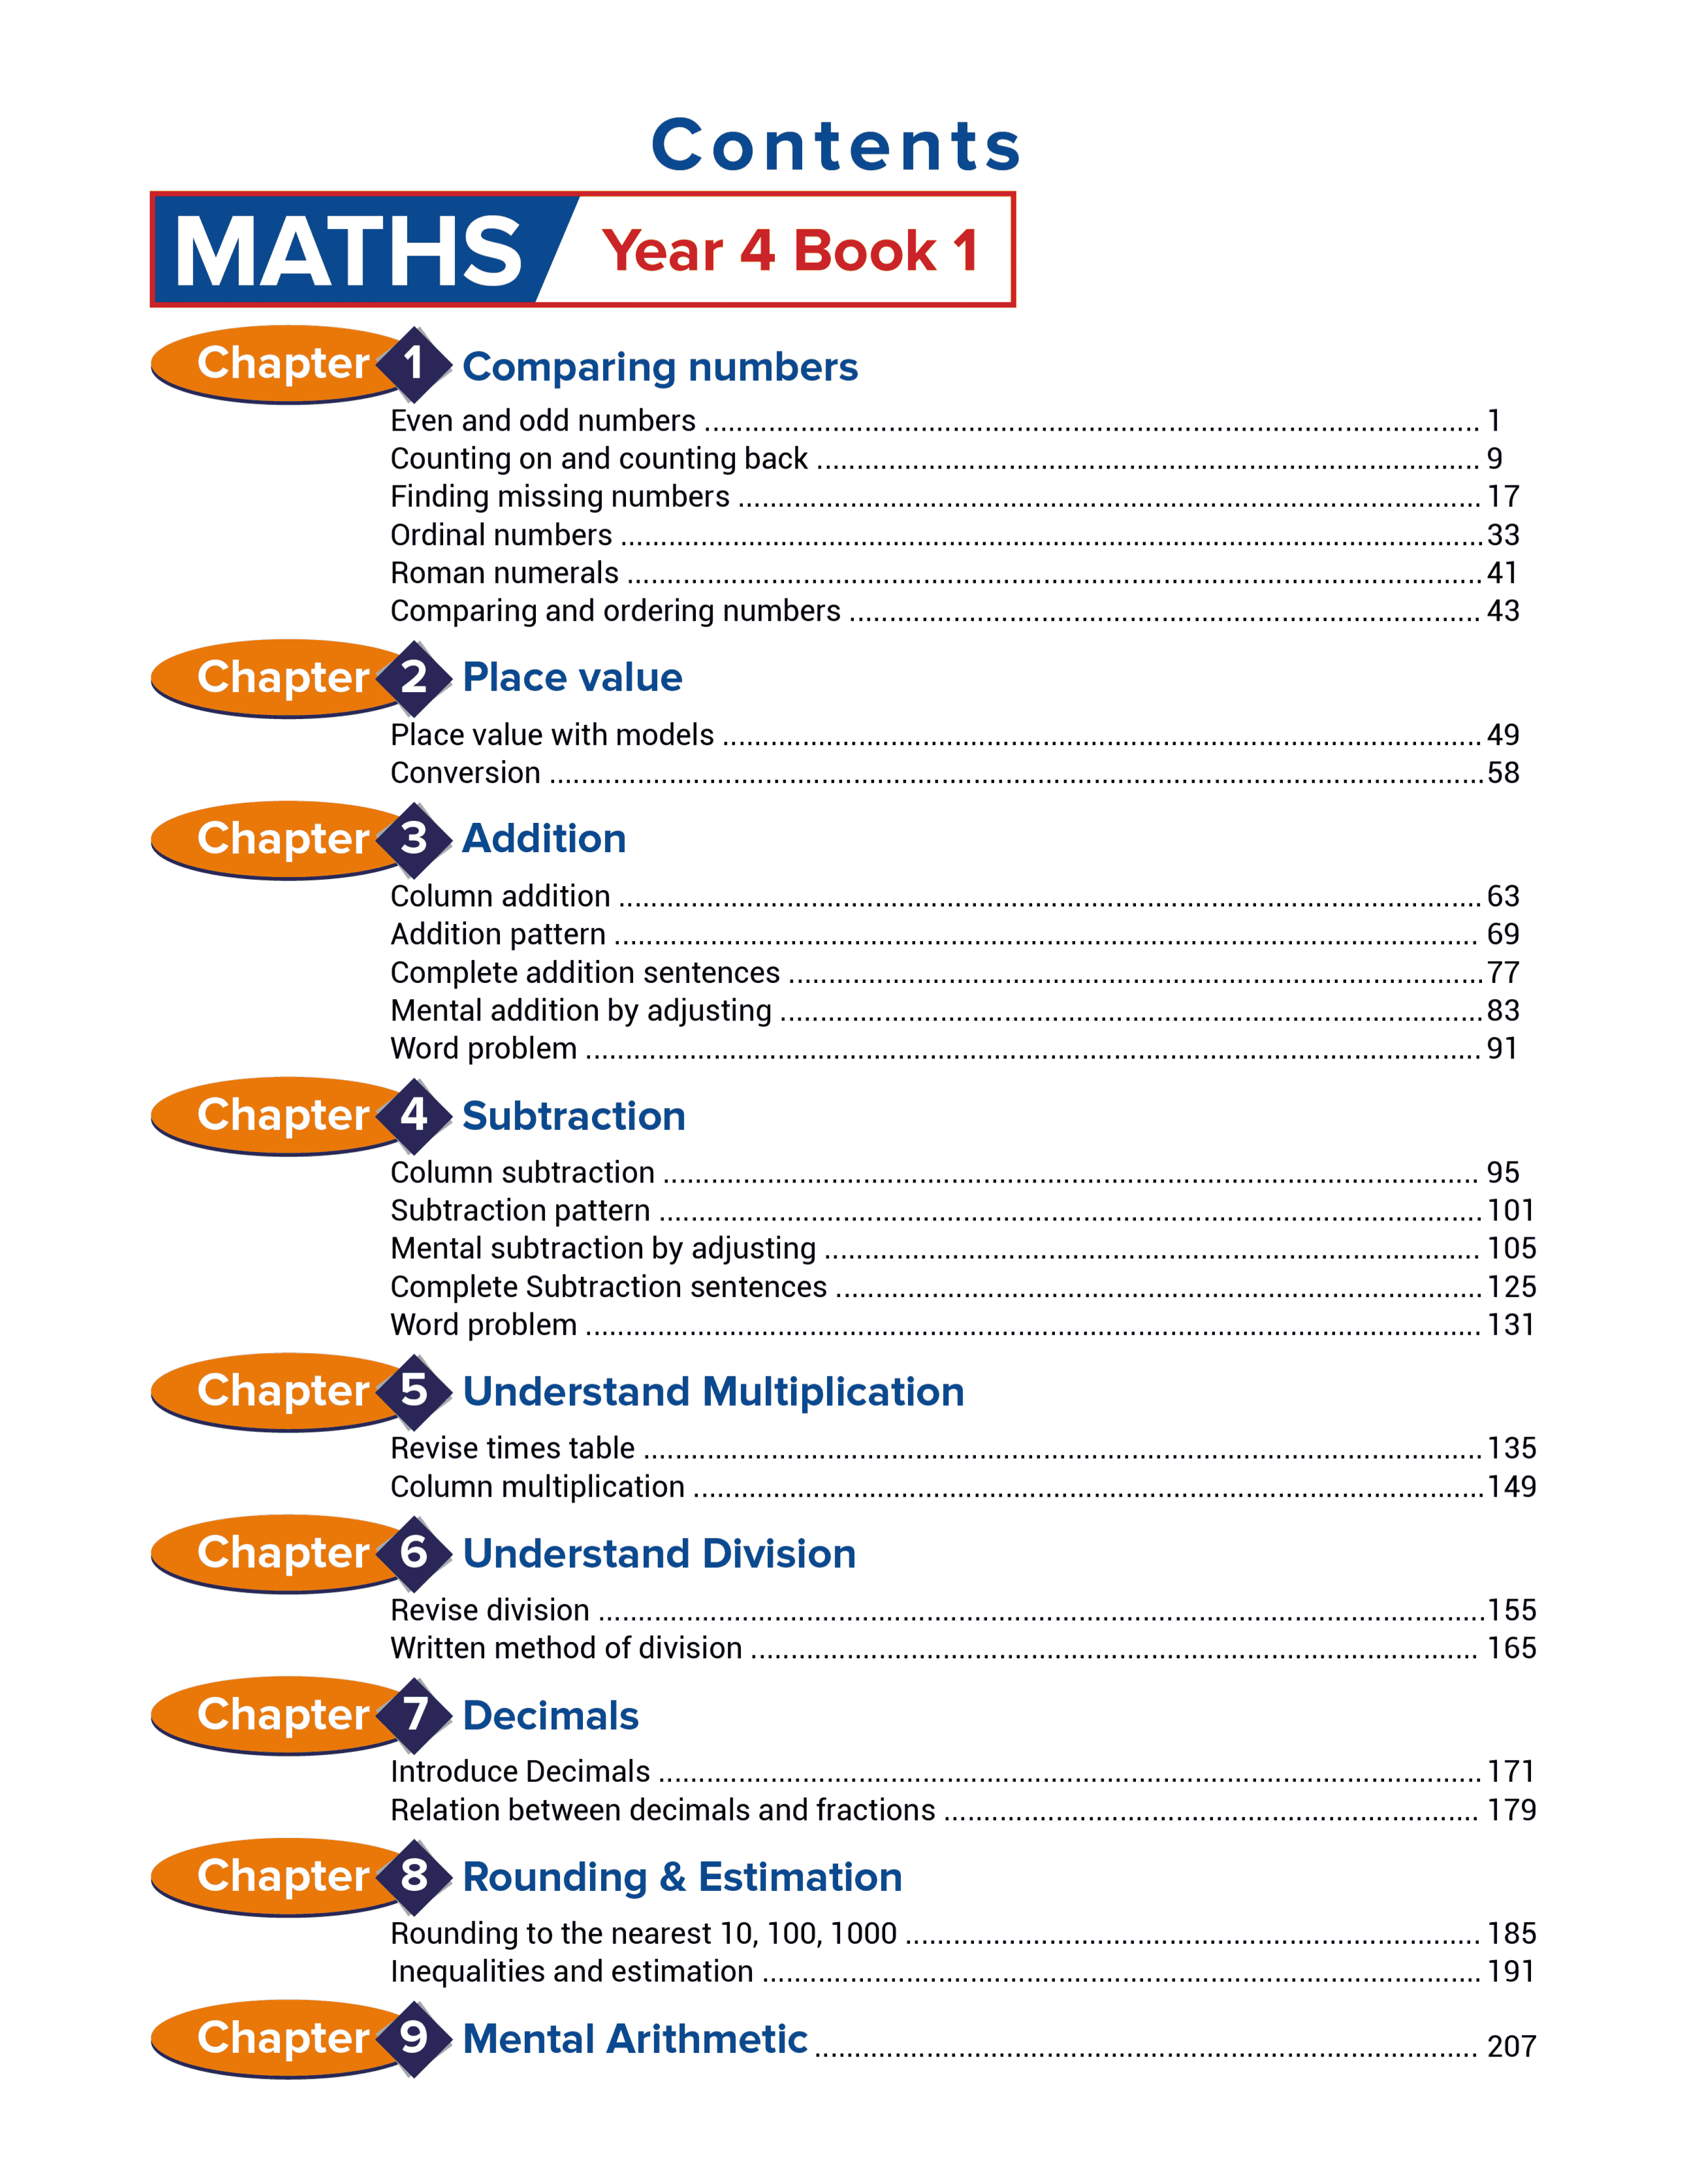 Contents
MATHS Year 4 Book 1
Chapter 1 Comparing numbers
Even and odd numbers ........ 1
Counting on and counting back ........ 9
Finding missing numbers ........ 17
Ordinal numbers ........ 33
Roman numerals ........ 41
Comparing and ordering numbers ........ 43
Chapter 2 Place value
Place value with models ........ 49
Conversion ........ 58
Chapter 3 Addition
Column addition ........ 63
Addition pattern ........ 69
Complete addition sentences ........ 77
Mental addition by adjusting ........ 83
Word problem ........ 91
Chapter 4 Subtraction
Column subtraction ........ 95
Subtraction pattern ........ 101
Mental subtraction by adjusting ........ 105
Complete Subtraction sentences ........ 125
Word problem ........ 131
Chapter 5 Understand Multiplication
Revise times table ........ 135
Column multiplication ........ 149
Chapter 6 Understand Division
Revise division ........ 155
Written method of division ........ 165
Chapter 7 Decimals
Introduce Decimals ........ 171
Relation between decimals and fractions ........ 179
Chapter 8 Rounding & Estimation
Rounding to the nearest 10, 100, 1000 ........ 185
Inequalities and estimation ........ 191
Chapter 9 Mental Arithmetic ........ 207